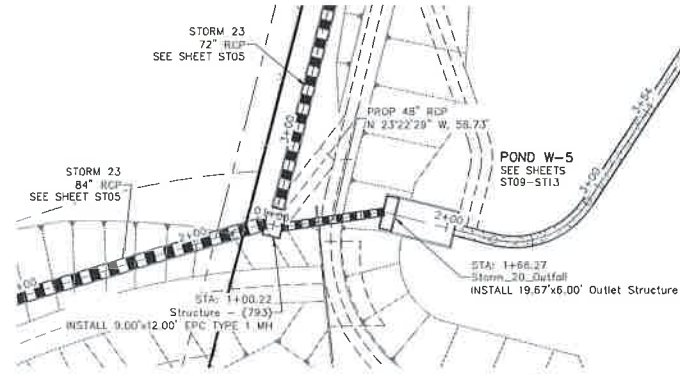 STORM 23
72" RCP
SEE SHEET ST05
3+00
PROP 48" RCP
N 23°22'29" W, 58.73'
3+54
POND W-5
SEE SHEETS
ST09-ST13
3+00
STORM 23
84" RCP
SEE SHEET ST05
2+00
2+00
STA: 1+66.27
Storm_20_Outfall
INSTALL 19.67'x6.00' Outlet Structure
STA: 1+00.22
Structure - (793)
INSTALL 9.00'x12.00' EPC TYPE 1 MH